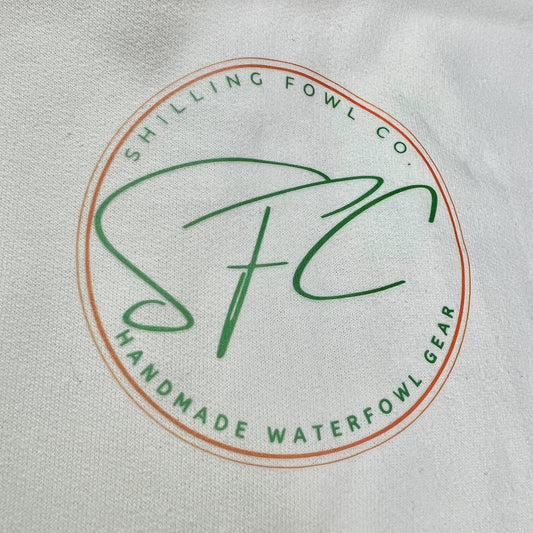 SHILLING FOWL CO.
SFC
HANDMADE WATERFOWL GEAR